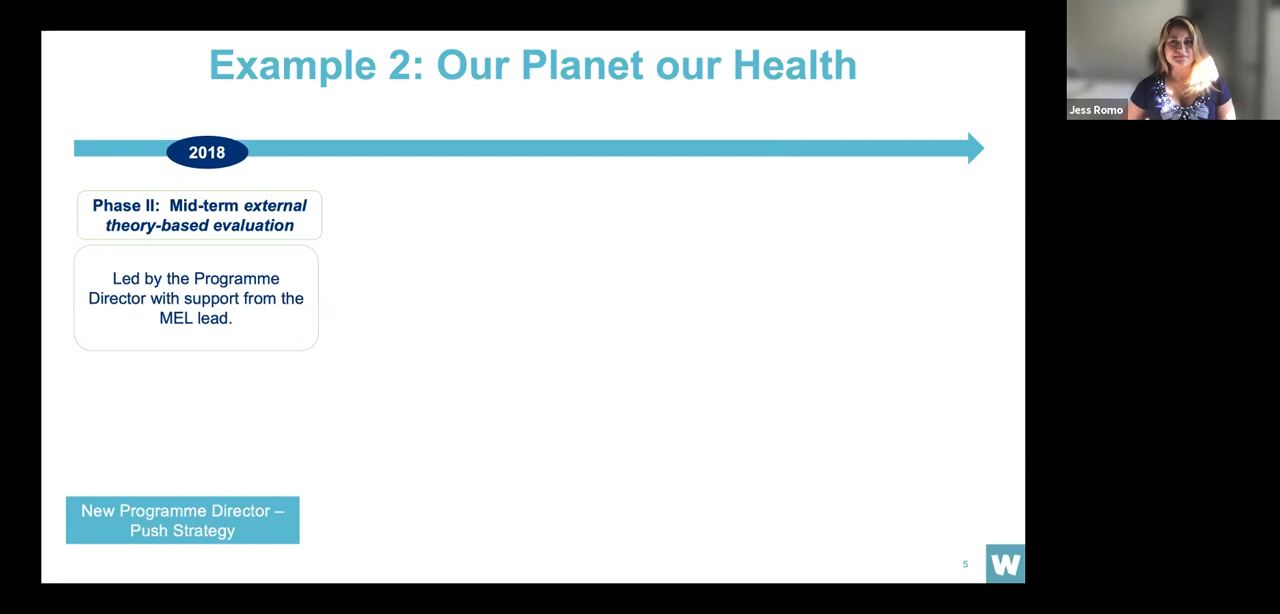 Example 2: Our Planet our Health
Jess Romo
2018
Phase II: Mid-term external
theory-based evaluation
Led by the Programme
Director with support from the
MEL lead.
New Programme Director –
Push Strategy
5
W